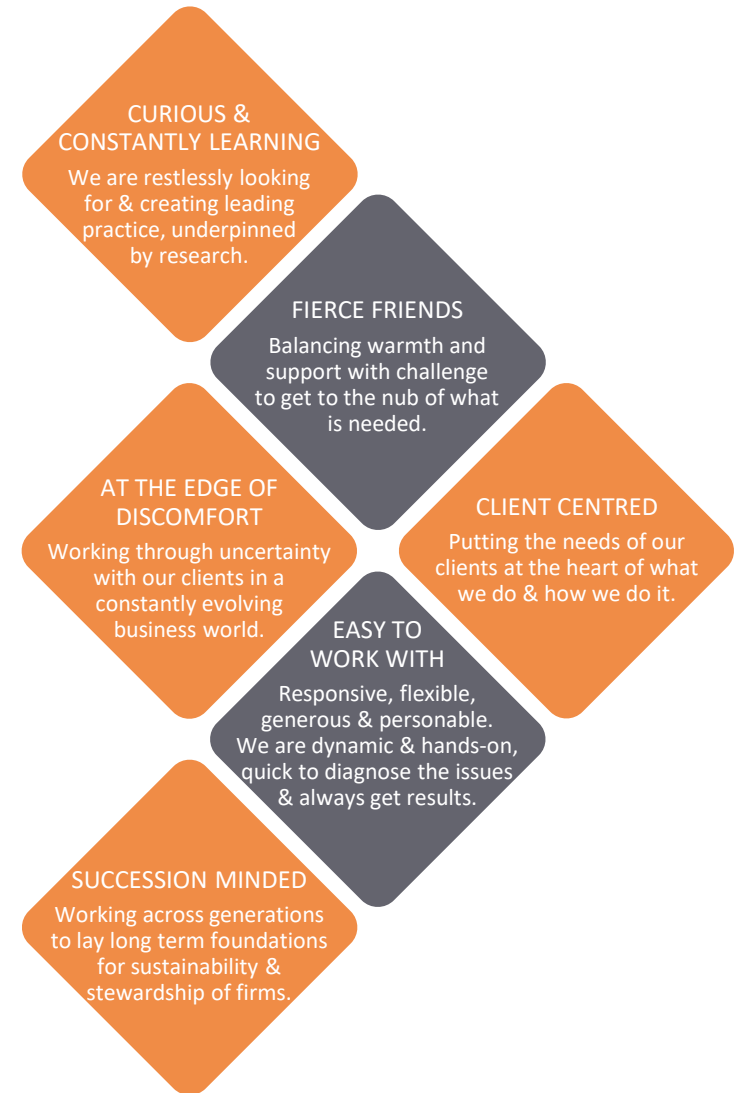 CURIOUS &
CONSTANTLY LEARNING
We are restlessly looking
for & creating leading
practice, underpinned
by research.
FIERCE FRIENDS
Balancing warmth and
support with challenge
to get to the nub of what
is needed.
AT THE EDGE OF
DISCOMFORT
Working through uncertainty
with our clients in a
constantly evolving
business world.
CLIENT CENTRED
Putting the needs of our
clients at the heart of what
we do & how we do it.
EASY TO
WORK WITH
Responsive, flexible,
generous & personable.
We are dynamic & hands-on,
quick to diagnose the issues
& always get results.
SUCCESSION MINDED
Working across generations
to lay long term foundations
for sustainability &
stewardship of firms.